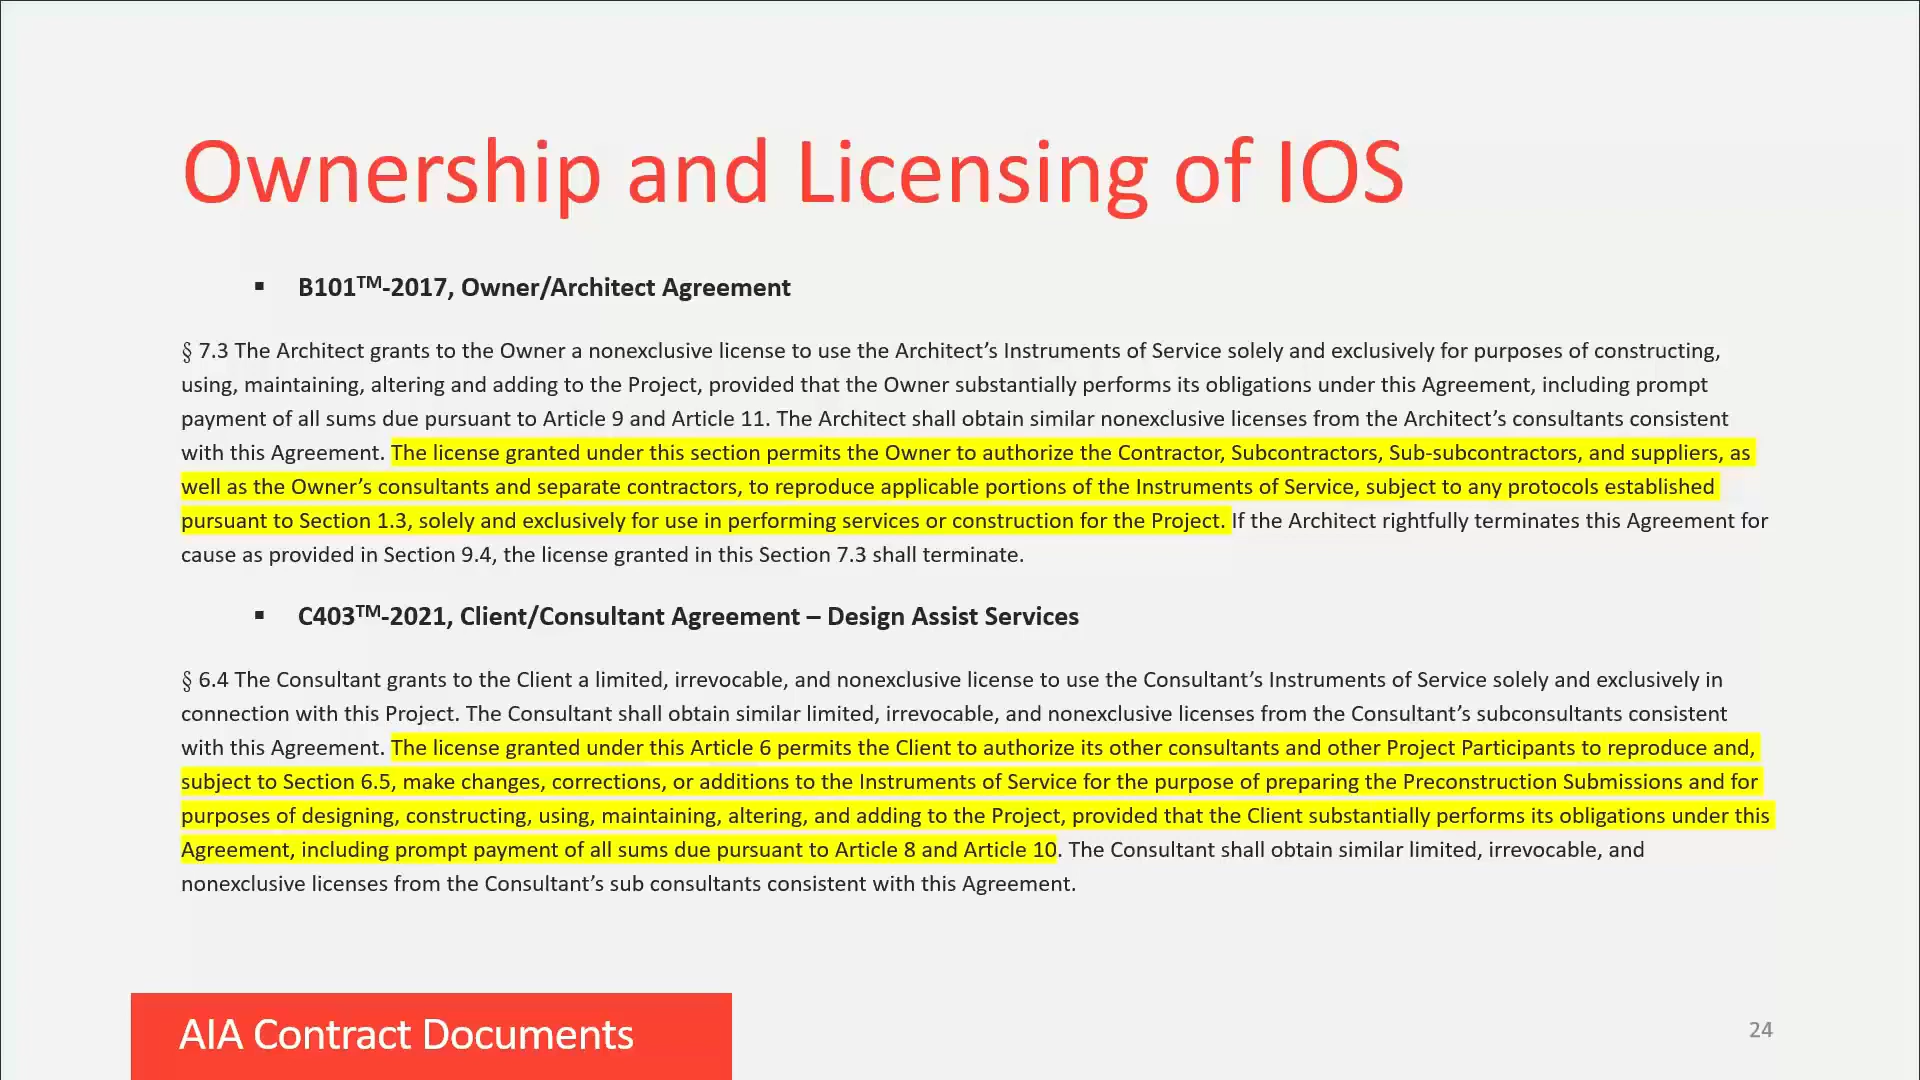 Ownership and Licensing of IOS
▪ B101™-2017, Owner/Architect Agreement
§ 7.3 The Architect grants to the Owner a nonexclusive license to use the Architect’s Instruments of Service solely and exclusively for purposes of constructing,
using, maintaining, altering and adding to the Project, provided that the Owner substantially performs its obligations under this Agreement, including prompt
payment of all sums due pursuant to Article 9 and Article 11. The Architect shall obtain similar nonexclusive licenses from the Architect’s consultants consistent
with this Agreement. The license granted under this section permits the Owner to authorize the Contractor, Subcontractors, Sub-subcontractors, and suppliers, as
well as the Owner’s consultants and separate contractors, to reproduce applicable portions of the Instruments of Service, subject to any protocols established
pursuant to Section 1.3, solely and exclusively for use in performing services or construction for the Project. If the Architect rightfully terminates this Agreement for
cause as provided in Section 9.4, the license granted in this Section 7.3 shall terminate.
▪ C403™-2021, Client/Consultant Agreement – Design Assist Services
§ 6.4 The Consultant grants to the Client a limited, irrevocable, and nonexclusive license to use the Consultant’s Instruments of Service solely and exclusively in
connection with this Project. The Consultant shall obtain similar limited, irrevocable, and nonexclusive licenses from the Consultant’s subconsultants consistent
with this Agreement. The license granted under this Article 6 permits the Client to authorize its other consultants and other Project Participants to reproduce and,
subject to Section 6.5, make changes, corrections, or additions to the Instruments of Service for the purpose of preparing the Preconstruction Submissions and for
purposes of designing, constructing, using, maintaining, altering, and adding to the Project, provided that the Client substantially performs its obligations under this
Agreement, including prompt payment of all sums due pursuant to Article 8 and Article 10. The Consultant shall obtain similar limited, irrevocable, and
nonexclusive licenses from the Consultant’s sub consultants consistent with this Agreement.
AIA Contract Documents
24